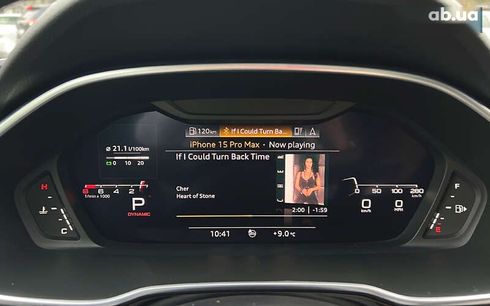 ab.ua
120km
If I Could Turn Ba...
Ø 21.1 l/100km
0 10 20
iPhone 15 Pro Max • Now playing
If I Could Turn Back Time
CHER
Cher
Heart of Stone
2:00 -1:59
H
C
8 6 4 2
1/min x 1000
P
DYNAMIC
0 100 280
0 km/h
0 MPH
F
E
10:41
+9.0°C